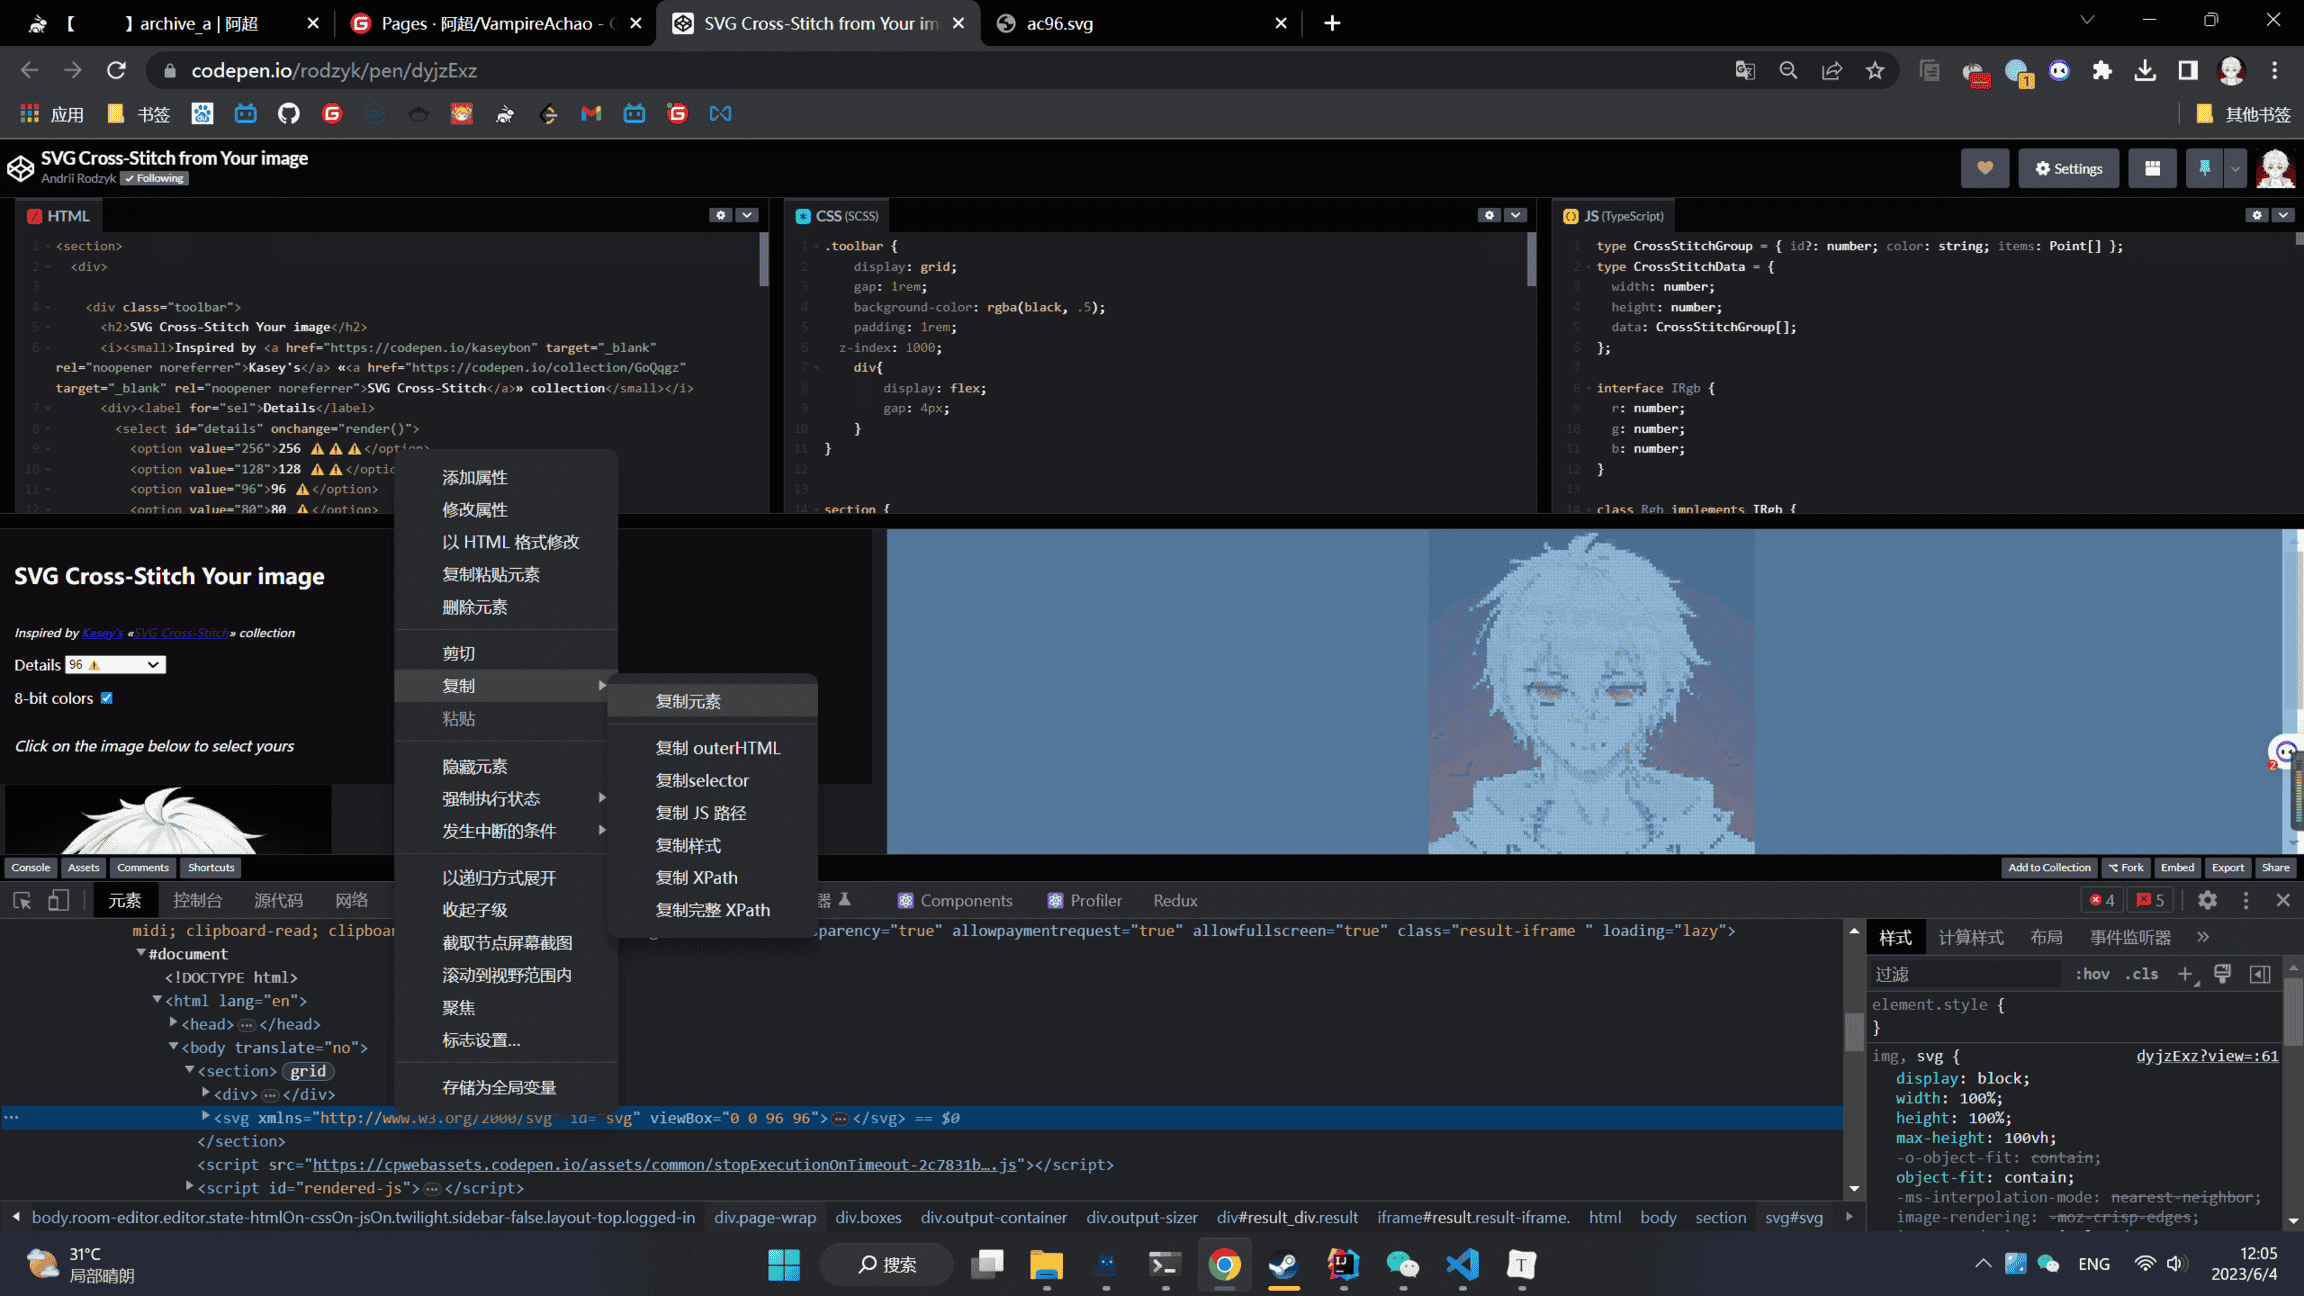 【 】archive_a | 阿超
Pages · 阿超/VampireAchao -
SVG Cross-Stitch from Your im
ac96.svg
codepen.io/rodzyk/pen/dyjzExz
应用
书签
其他书签
SVG Cross-Stitch from Your image
Andrii Rodzyk ✓ Following
Settings
HTML
1 <section>
2 <div>
3
4 <div class="toolbar">
5 <h2>SVG Cross-Stitch Your image</h2>
6 <i><small>Inspired by <a href="https://codepen.io/kaseybon" target="_blank"
rel="noopener noreferrer">Kasey's</a> «<a href="https://codepen.io/collection/GoQqgz"
target="_blank" rel="noopener noreferrer">SVG Cross-Stitch</a>» collection</small></i>
7 <div><label for="sel">Details</label>
8 <select id="details" onchange="render()">
9 <option value="256">256 ⚠⚠⚠</option>
10 <option value="128">128 ⚠⚠</optio
11 <option value="96">96 ⚠</option>
12 <option value="80">80 ⚠</option>
CSS (SCSS)
1 .toolbar {
2 display: grid;
3 gap: 1rem;
4 background-color: rgba(black, .5);
5 padding: 1rem;
6 z-index: 1000;
7 div{
8 display: flex;
9 gap: 4px;
10 }
11 }
12
13
14 section {
JS (TypeScript)
1 type CrossStitchGroup = { id?: number; color: string; items: Point[] };
2 type CrossStitchData = {
3 width: number;
4 height: number;
5 data: CrossStitchGroup[];
6 };
7
8 interface IRgb {
9 r: number;
10 g: number;
11 b: number;
12 }
13
14 class Rgb implements IRgb {
SVG Cross-Stitch Your image
Inspired by Kasey's «SVG Cross-Stitch» collection
Details 96 ⚠
8-bit colors
Click on the image below to select yours
添加属性
修改属性
以 HTML 格式修改
复制粘贴元素
删除元素
剪切
复制
粘贴
隐藏元素
强制执行状态
发生中断的条件
以递归方式展开
收起子级
截取节点屏幕截图
滚动到视野范围内
聚焦
标志设置...
存储为全局变量
复制元素
复制 outerHTML
复制selector
复制 JS 路径
复制样式
复制 XPath
复制完整 XPath
2
Console Assets Comments Shortcuts
Add to Collection Fork Embed Export Share
元素 控制台 源代码 网络
器 Components Profiler Redux
4 5
midi; clipboard-read; clipboar
parency="true" allowpaymentrequest="true" allowfullscreen="true" class="result-iframe " loading="lazy">
#document
<!DOCTYPE html>
<html lang="en">
<head>…</head>
<body translate="no">
<section> grid
<div>…</div>
<svg xmlns="http://www.w3.org/2000/svg" id="svg" viewBox="0 0 96 96">…</svg> == $0
</section>
<script src="https://cpwebassets.codepen.io/assets/common/stopExecutionOnTimeout-2c7831b….js"></script>
<script id="rendered-js">…</script>
body.room-editor.editor.state-htmlOn-cssOn-jsOn.twilight.sidebar-false.layout-top.logged-in div.page-wrap div.boxes div.output-container div.output-sizer div#result_div.result iframe#result.result-iframe. html body section svg#svg
样式 计算样式 布局 事件监听器 »
过滤 :hov .cls +
element.style {
}
img, svg { dyjzExz?view=:61
display: block;
width: 100%;
height: 100%;
max-height: 100vh;
-o-object-fit: contain;
object-fit: contain;
-ms-interpolation-mode: nearest-neighbor;
image-rendering: -moz-crisp-edges;
31°C
局部晴朗
搜索
ENG
12:05
2023/6/4